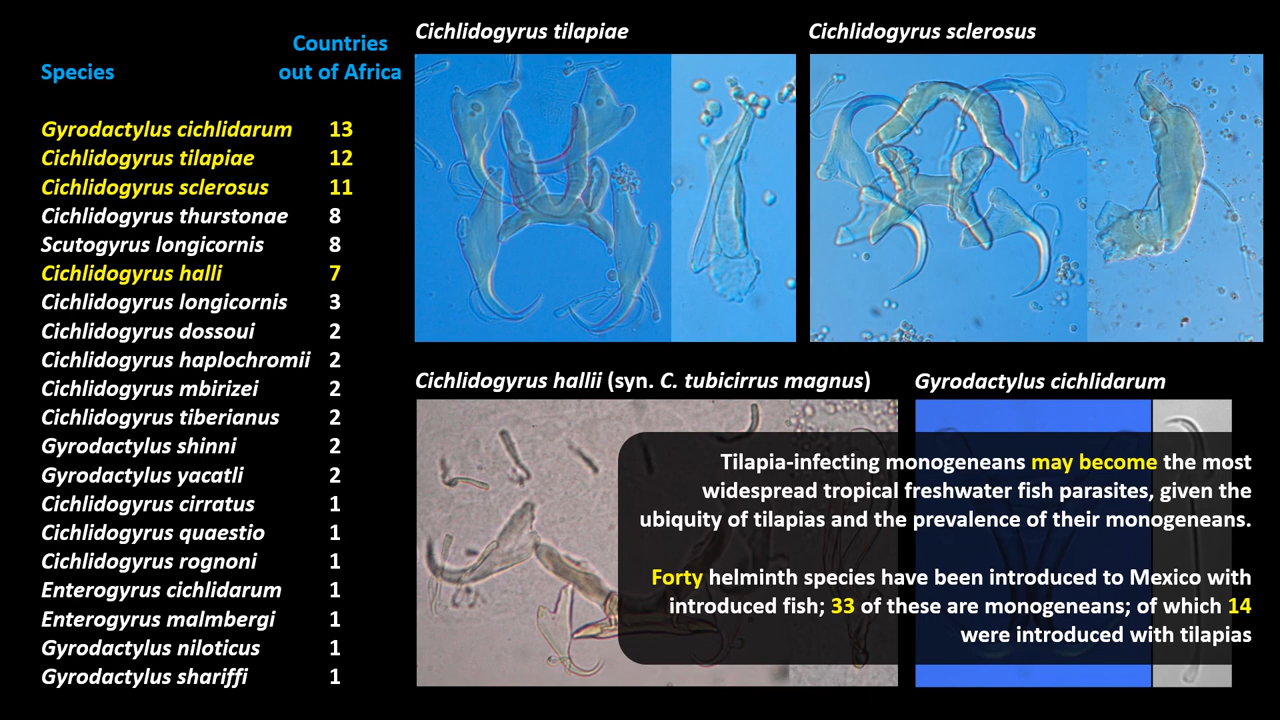 Countries
Species out of Africa
Gyrodactylus cichlidarum 13
Cichlidogyrus tilapiae 12
Cichlidogyrus sclerosus 11
Cichlidogyrus thurstonae 8
Scutogyrus longicornis 8
Cichlidogyrus halli 7
Cichlidogyrus longicornis 3
Cichlidogyrus dossoui 2
Cichlidogyrus haplochromii 2
Cichlidogyrus mbirizei 2
Cichlidogyrus tiberianus 2
Gyrodactylus shinni 2
Gyrodactylus yacatli 2
Cichlidogyrus cirratus 1
Cichlidogyrus quaestio 1
Cichlidogyrus rognoni 1
Enterogyrus cichlidarum 1
Enterogyrus malmbergi 1
Gyrodactylus niloticus 1
Gyrodactylus shariffi 1
Cichlidogyrus tilapiae
Cichlidogyrus sclerosus
Cichlidogyrus hallii (syn. C. tubicirrus magnus)
Gyrodactylus cichlidarum
Tilapia-infecting monogeneans may become the most
widespread tropical freshwater fish parasites, given the
ubiquity of tilapias and the prevalence of their monogeneans.
Forty helminth species have been introduced to Mexico with
introduced fish; 33 of these are monogeneans; of which 14
were introduced with tilapias